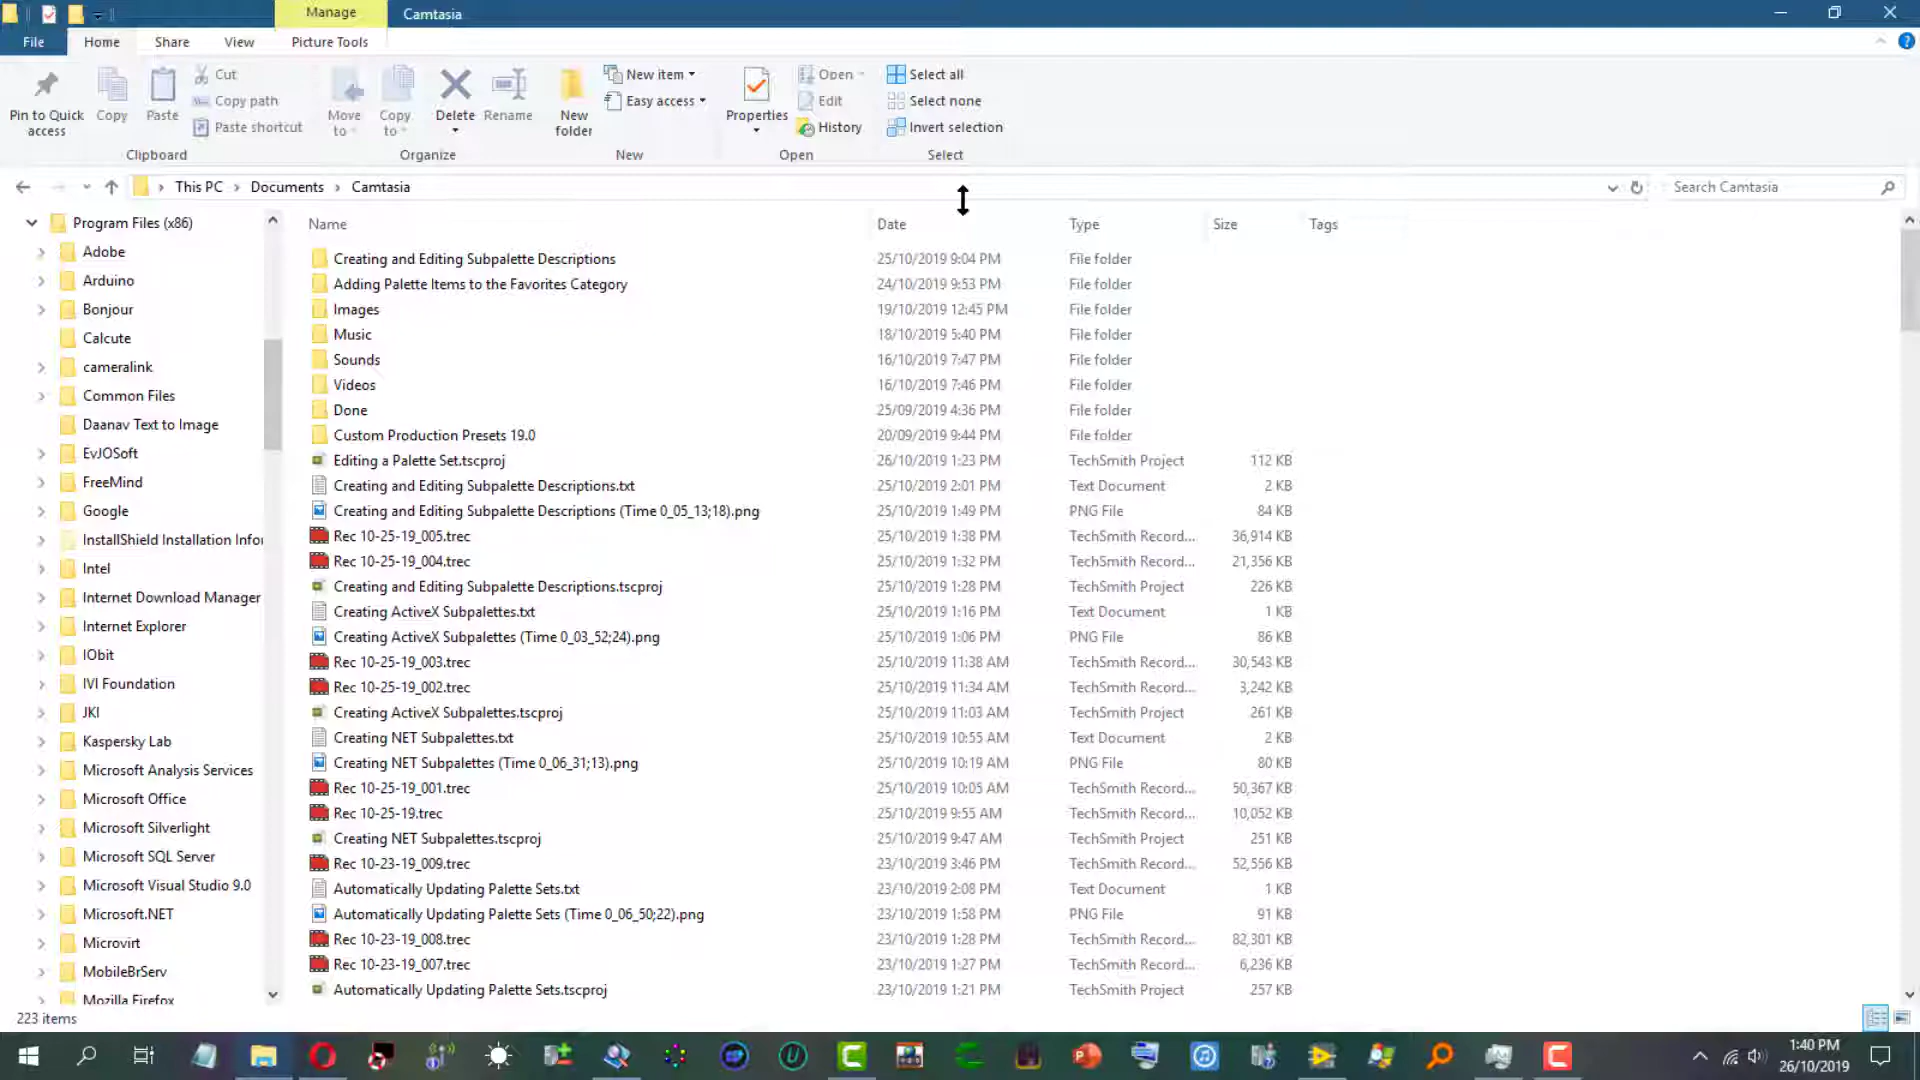 Manage
Camtasia
File
Home
Share
View
Picture Tools
Pin to Quick access
Copy
Paste
Cut
Copy path
Paste shortcut
Clipboard
Move to
Copy to
Delete
Rename
Organize
New folder
New item
Easy access
New
Properties
Open
Edit
History
Open
Select all
Select none
Invert selection
Select
This PC
Documents
Camtasia
Search Camtasia
Program Files (x86)
Adobe
Arduino
Bonjour
Calcute
cameralink
Common Files
Daanav Text to Image
EvJOSoft
FreeMind
Google
InstallShield Installation Infor
Intel
Internet Download Manager
Internet Explorer
IObit
IVI Foundation
JKI
Kaspersky Lab
Microsoft Analysis Services
Microsoft Office
Microsoft Silverlight
Microsoft SQL Server
Microsoft Visual Studio 9.0
Microsoft.NET
Microvirt
MobileBrServ
Mozilla Firefox
Name Date Type Size Tags
Creating and Editing Subpalette Descriptions 25/10/2019 9:04 PM File folder
Adding Palette Items to the Favorites Category 24/10/2019 9:53 PM File folder
Images 19/10/2019 12:45 PM File folder
Music 18/10/2019 5:40 PM File folder
Sounds 16/10/2019 7:47 PM File folder
Videos 16/10/2019 7:46 PM File folder
Done 25/09/2019 4:36 PM File folder
Custom Production Presets 19.0 20/09/2019 9:44 PM File folder
Editing a Palette Set.tscproj 26/10/2019 1:23 PM TechSmith Project 112 KB
Creating and Editing Subpalette Descriptions.txt 25/10/2019 2:01 PM Text Document 2 KB
Creating and Editing Subpalette Descriptions (Time 0_05_13;18).png 25/10/2019 1:49 PM PNG File 84 KB
Rec 10-25-19_005.trec 25/10/2019 1:38 PM TechSmith Record... 36,914 KB
Rec 10-25-19_004.trec 25/10/2019 1:32 PM TechSmith Record... 21,356 KB
Creating and Editing Subpalette Descriptions.tscproj 25/10/2019 1:28 PM TechSmith Project 226 KB
Creating ActiveX Subpalettes.txt 25/10/2019 1:16 PM Text Document 1 KB
Creating ActiveX Subpalettes (Time 0_03_52;24).png 25/10/2019 1:06 PM PNG File 86 KB
Rec 10-25-19_003.trec 25/10/2019 11:38 AM TechSmith Record... 30,543 KB
Rec 10-25-19_002.trec 25/10/2019 11:34 AM TechSmith Record... 3,242 KB
Creating ActiveX Subpalettes.tscproj 25/10/2019 11:03 AM TechSmith Project 261 KB
Creating NET Subpalettes.txt 25/10/2019 10:55 AM Text Document 2 KB
Creating NET Subpalettes (Time 0_06_31;13).png 25/10/2019 10:19 AM PNG File 80 KB
Rec 10-25-19_001.trec 25/10/2019 10:05 AM TechSmith Record... 50,367 KB
Rec 10-25-19.trec 25/10/2019 9:55 AM TechSmith Record... 10,052 KB
Creating NET Subpalettes.tscproj 25/10/2019 9:47 AM TechSmith Project 251 KB
Rec 10-23-19_009.trec 23/10/2019 3:46 PM TechSmith Record... 52,556 KB
Automatically Updating Palette Sets.txt 23/10/2019 2:08 PM Text Document 1 KB
Automatically Updating Palette Sets (Time 0_06_50;22).png 23/10/2019 1:58 PM PNG File 91 KB
Rec 10-23-19_008.trec 23/10/2019 1:28 PM TechSmith Record... 82,301 KB
Rec 10-23-19_007.trec 23/10/2019 1:27 PM TechSmith Record... 6,236 KB
Automatically Updating Palette Sets.tscproj 23/10/2019 1:21 PM TechSmith Project 257 KB
223 items
1:40 PM
26/10/2019